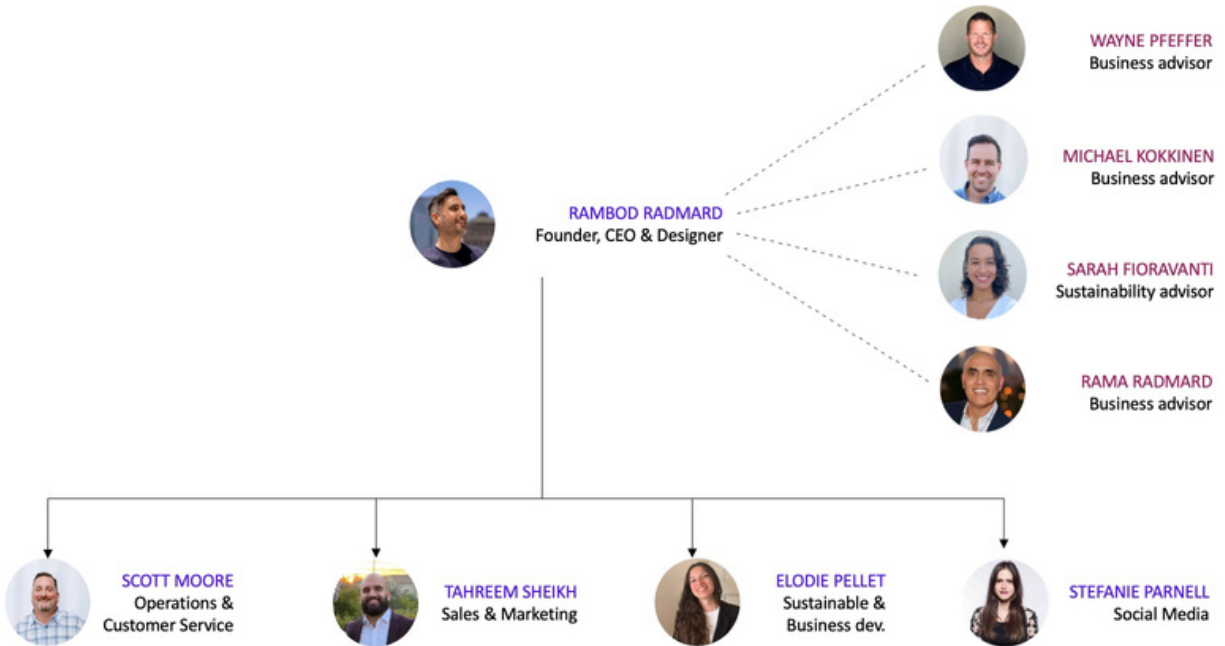 WAYNE PFEFFER
Business advisor
MICHAEL KOKKINEN
Business advisor
RAMBOD RADMARD
Founder, CEO & Designer
SARAH FIORAVANTI
Sustainability advisor
RAMA RADMARD
Business advisor
SCOTT MOORE
Operations &
Customer Service
TAHREEM SHEIKH
Sales & Marketing
ELODIE PELLET
Sustainable &
Business dev.
STEFANIE PARNELL
Social Media